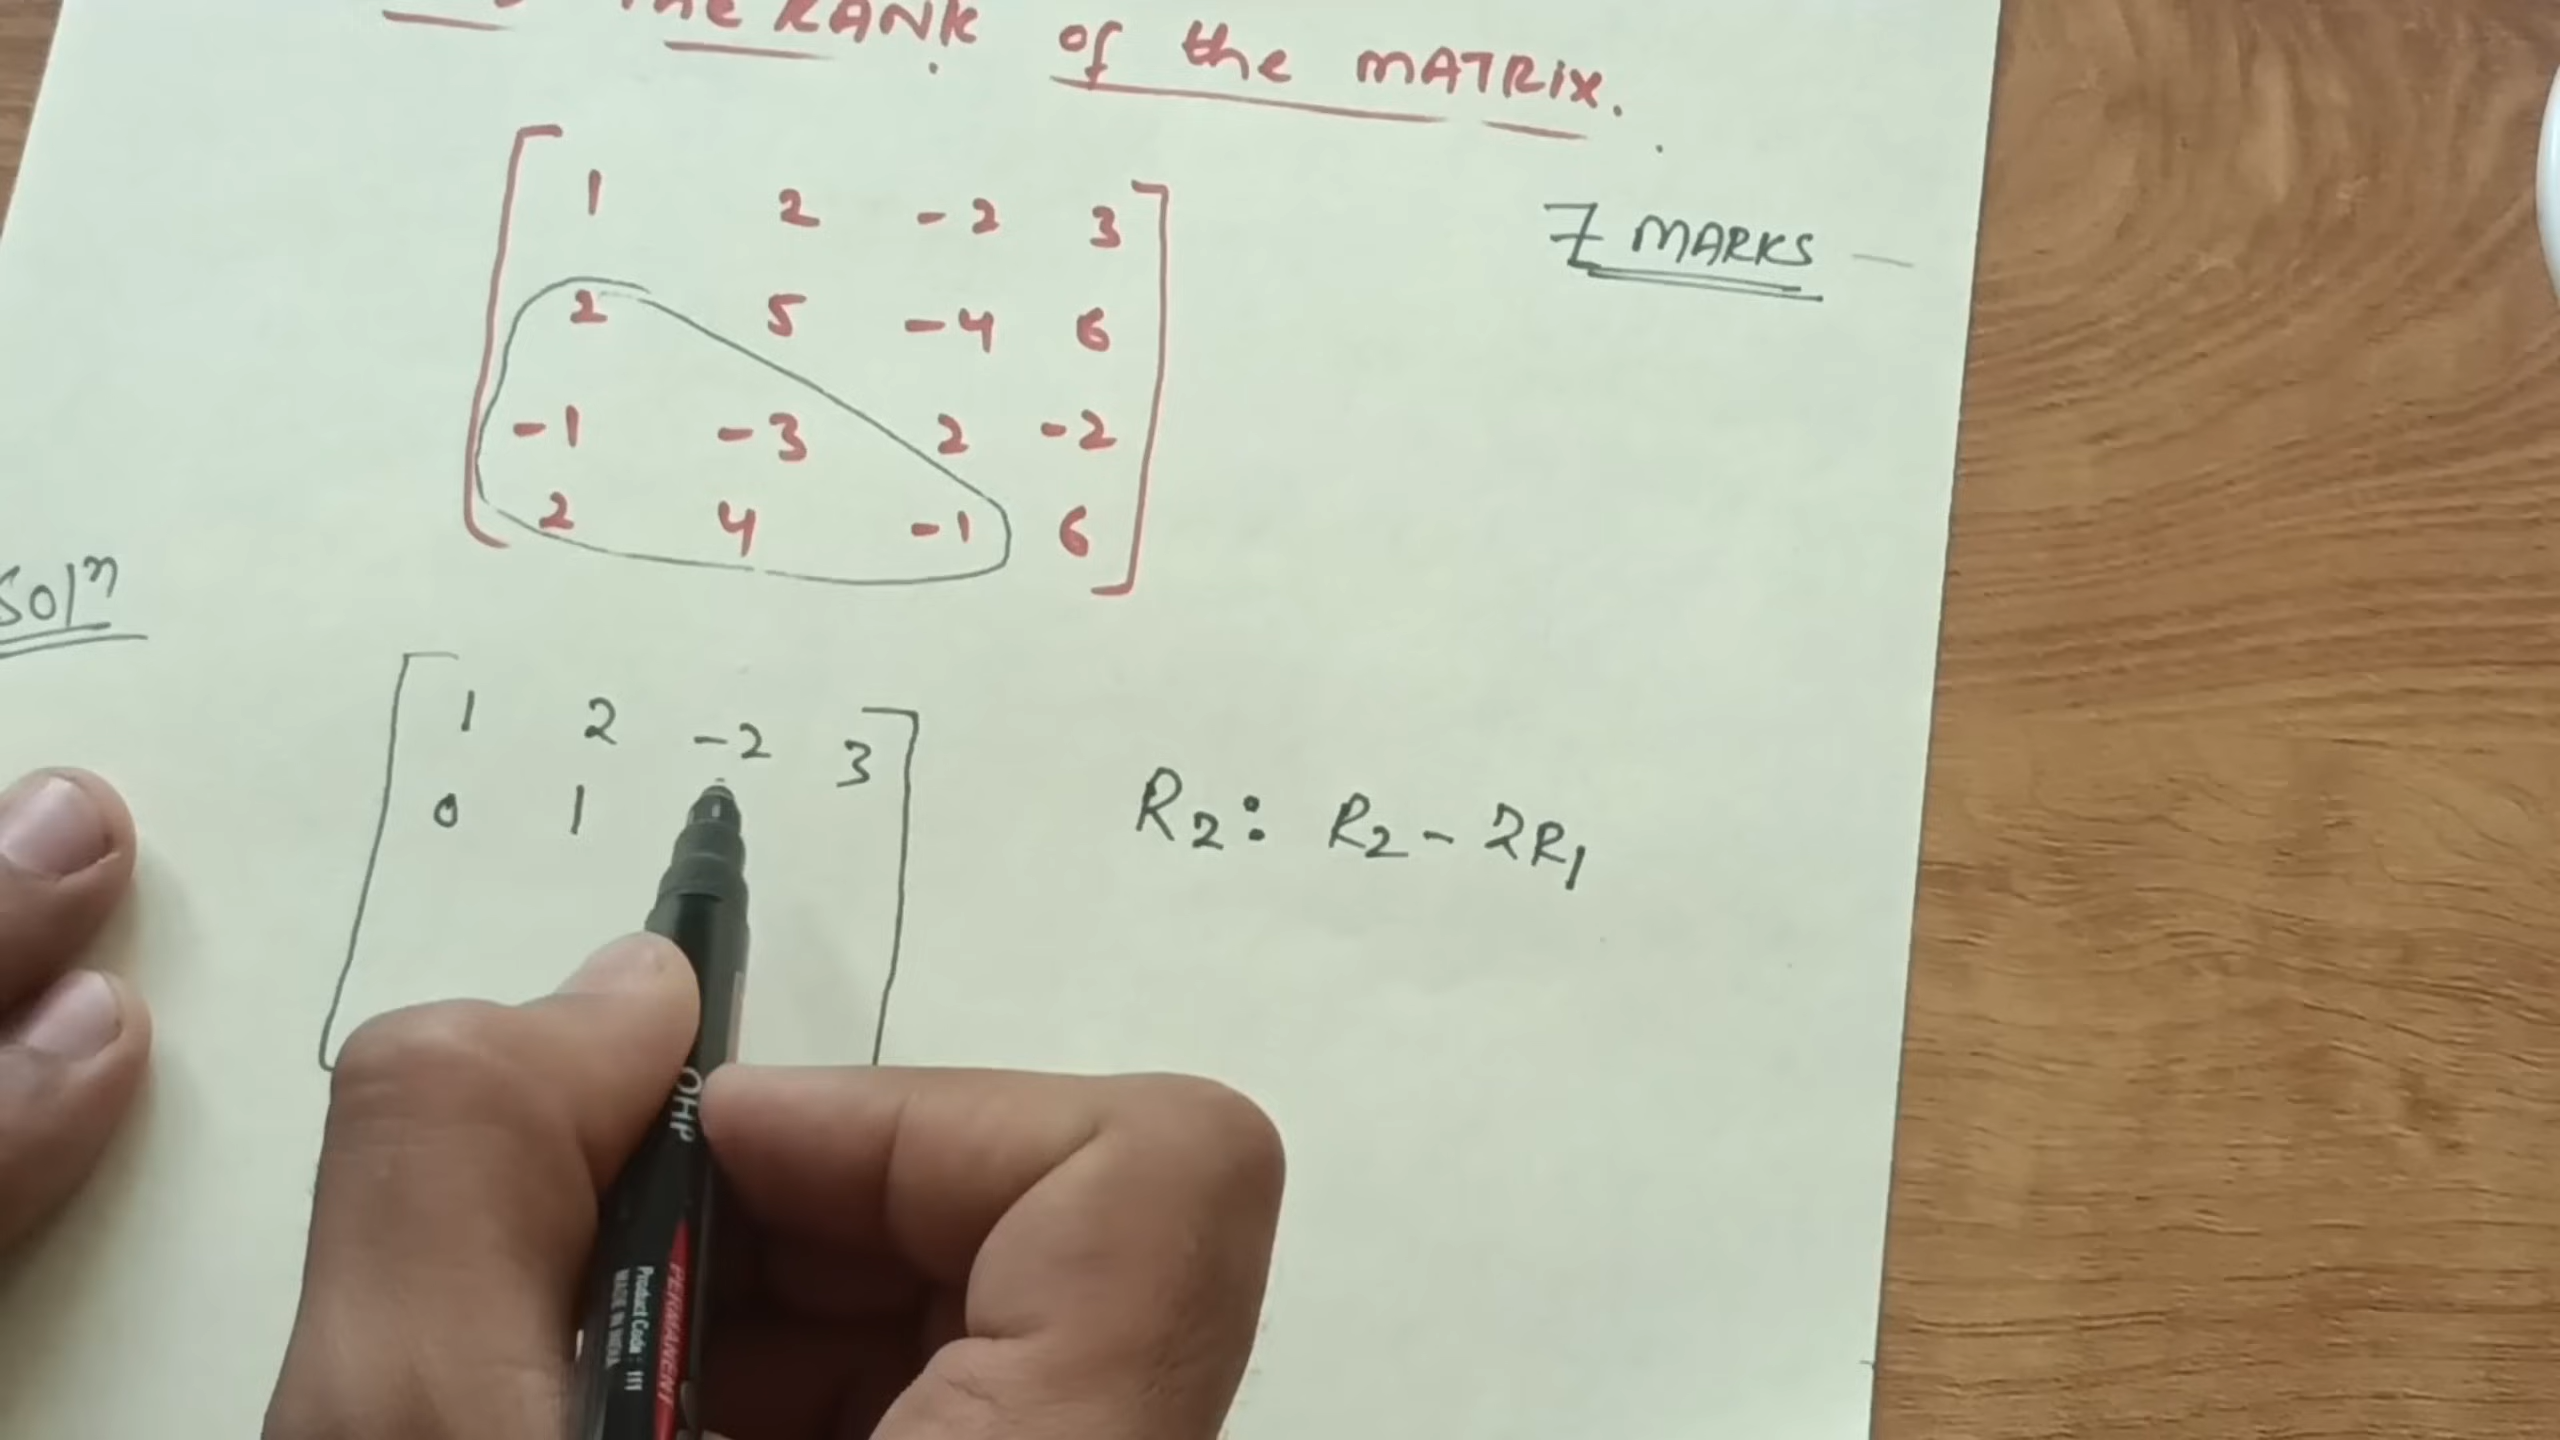 THE RANK of the MATRIX.
1 2 -2 3
7 MARKS
2 5 -4 6
-1 -3 2 -2
2 4 -1 6
Solⁿ
1 2 -2 3
0 1
R₂: R₂ - 2R₁
OHP
PERMANENT
Product Code : 111
MADE IN INDIA